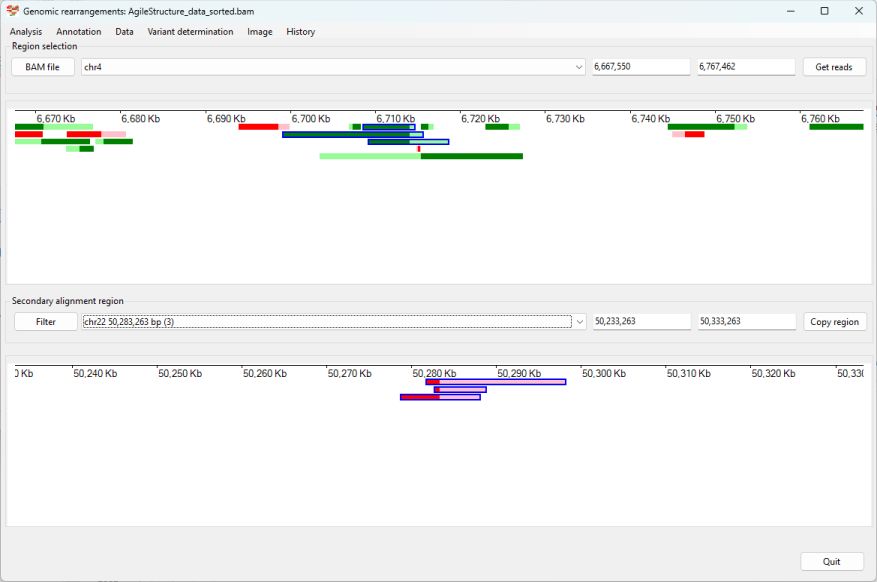 Genomic rearrangements: AgileStructure_data_sorted.bam
Analysis Annotation Data Variant determination Image History
Region selection
BAM file chr4 6,667,550 6,767,462 Get reads
6,670 Kb 6,680 Kb 6,690 Kb 6,700 Kb 6,710 Kb 6,720 Kb 6,730 Kb 6,740 Kb 6,750 Kb 6,760 Kb
Secondary alignment region
Filter chr22 50,283,263 bp (3) 50,233,263 50,333,263 Copy region
0 Kb 50,240 Kb 50,250 Kb 50,260 Kb 50,270 Kb 50,280 Kb 50,290 Kb 50,300 Kb 50,310 Kb 50,320 Kb 50,330
Quit